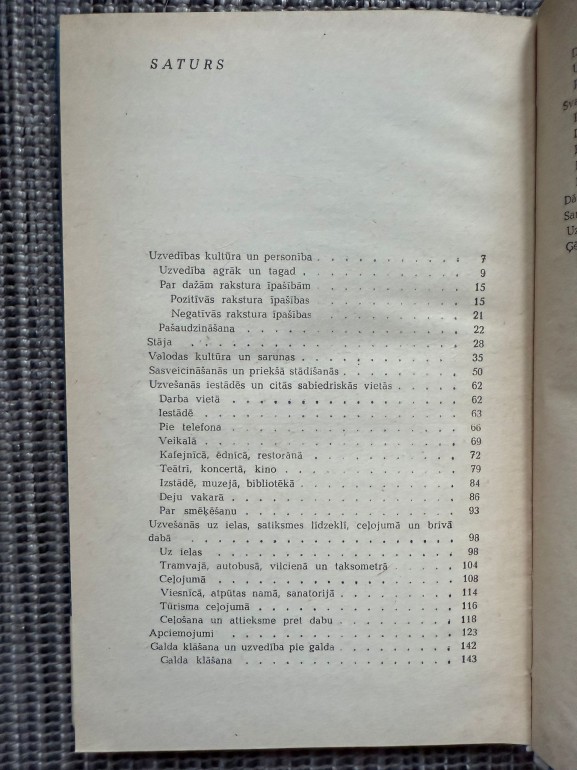 SATURS
Uzvedības kultūra un personība . . . . . . . . . . 7
Uzvedība agrāk un tagad . . . . . . . . . . 9
Par dažām rakstura īpašibām . . . . . . . . . . 15
Pozitīvās rakstura īpašības . . . . . . . . . . 15
Negatīvās rakstura īpašības . . . . . . . . . . 21
Pašaudzināšana . . . . . . . . . . 22
Stāja . . . . . . . . . . 28
Valodas kultūra un sarunas . . . . . . . . . . 35
Sasveicināšanās un priekšā stādīšanās . . . . . . . . . . 50
Uzvešanās iestādēs un citās sabiedriskās vietās . . . . . . . . . . 62
Darba vietā . . . . . . . . . . 62
Iestādē . . . . . . . . . . 63
Pie telefona . . . . . . . . . . 66
Veikalā . . . . . . . . . . 69
Kafejnīcā, ēdnīcā, restorānā . . . . . . . . . . 72
Teātrī, koncertā, kino . . . . . . . . . . 79
Izstādē, muzejā, bibliotēkā . . . . . . . . . . 84
Deju vakarā . . . . . . . . . . 86
Par smēķēšanu . . . . . . . . . . 93
Uzvešanās uz ielas, satiksmes līdzeklī, ceļojumā un brīvā
dabā . . . . . . . . . . 98
Uz ielas . . . . . . . . . . 98
Tramvajā, autobusā, vilcienā un taksometrā . . . . . . . . . . 104
Ceļojumā . . . . . . . . . . 108
Viesnīcā, atpūtas namā, sanatorijā . . . . . . . . . . 114
Tūrisma ceļojumā . . . . . . . . . . 116
Ceļošana un attieksme pret dabu . . . . . . . . . . 118
Apciemojumi . . . . . . . . . . 123
Galda klāšana un uzvedība pie galda . . . . . . . . . . 142
Galda klāšana . . . . . . . . . . 143